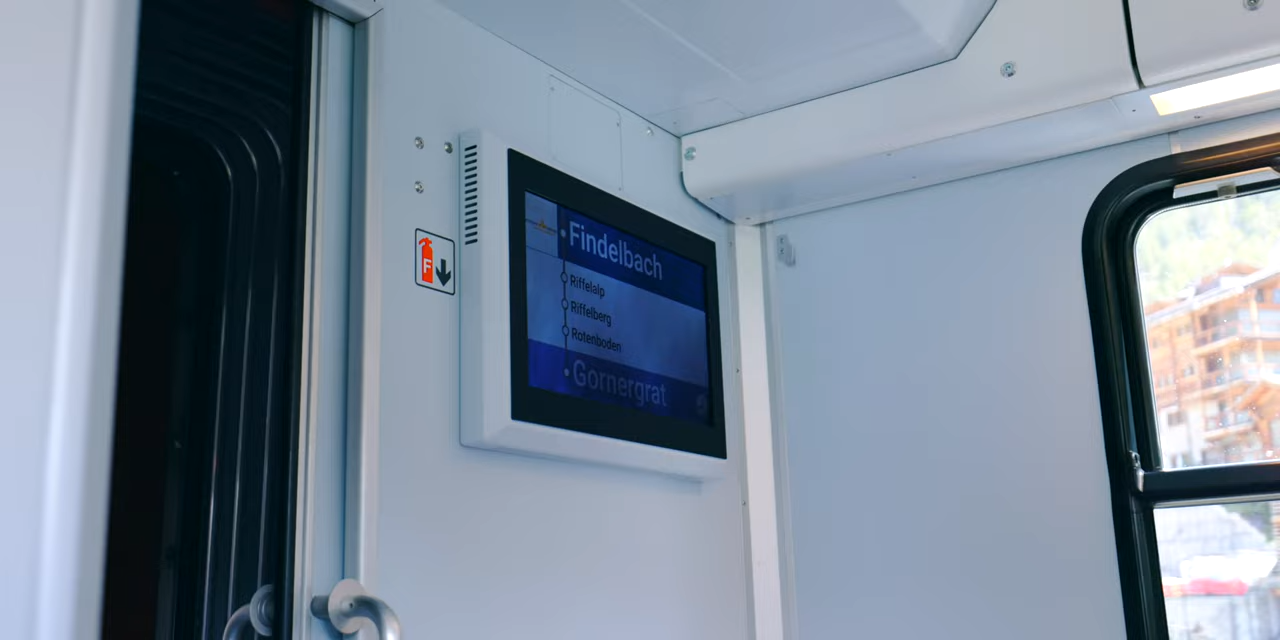 F
Findelbach
Riffelalp
Riffelberg
Rotenboden
Gornergrat